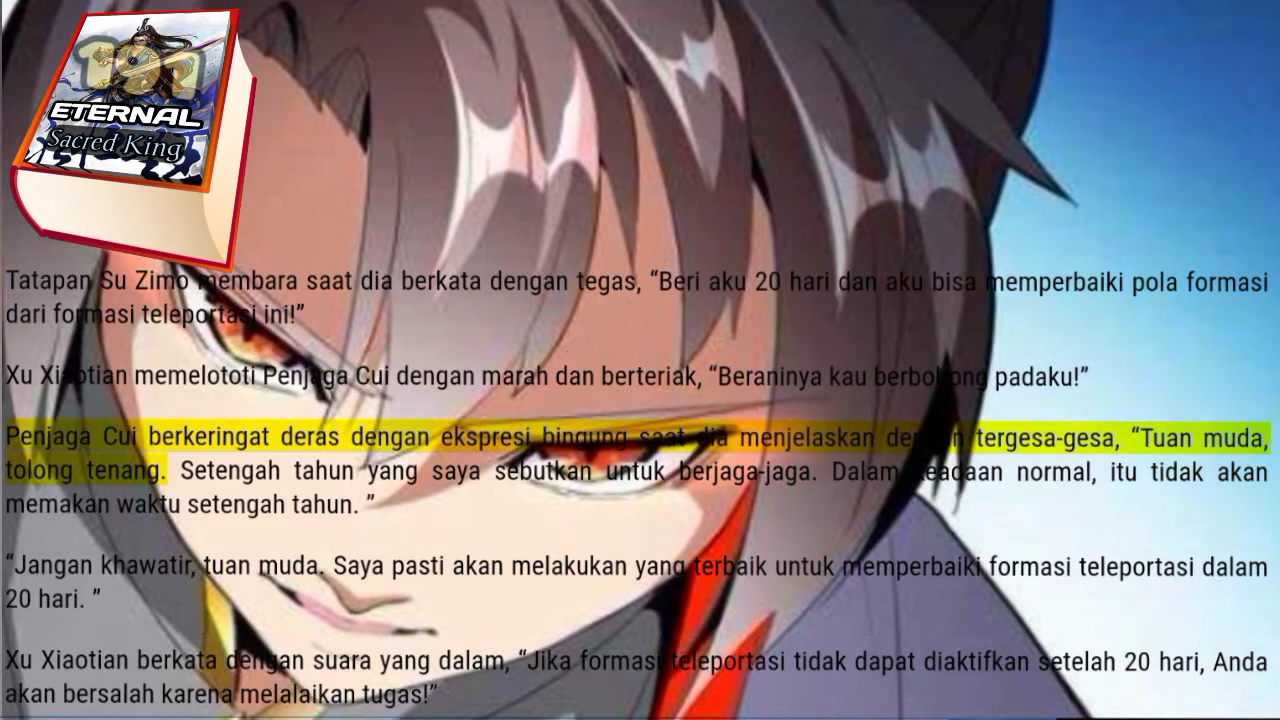 ETERNAL
Sacred King
Tatapan Su Zimo membara saat dia berkata dengan tegas, “Beri aku 20 hari dan aku bisa memperbaiki pola formasi
dari formasi teleportasi ini!”
Xu Xiaotian memelototi Penjaga Cui dengan marah dan berteriak, “Beraninya kau berbohong padaku!”
Penjaga Cui berkeringat deras dengan ekspresi bingung saat dia menjelaskan dengan tergesa-gesa, “Tuan muda,
tolong tenang. Setengah tahun yang saya sebutkan untuk berjaga-jaga. Dalam keadaan normal, itu tidak akan
memakan waktu setengah tahun. ”
“Jangan khawatir, tuan muda. Saya pasti akan melakukan yang terbaik untuk memperbaiki formasi teleportasi dalam
20 hari. ”
Xu Xiaotian berkata dengan suara yang dalam, “Jika formasi teleportasi tidak dapat diaktifkan setelah 20 hari, Anda
akan bersalah karena melalaikan tugas!”